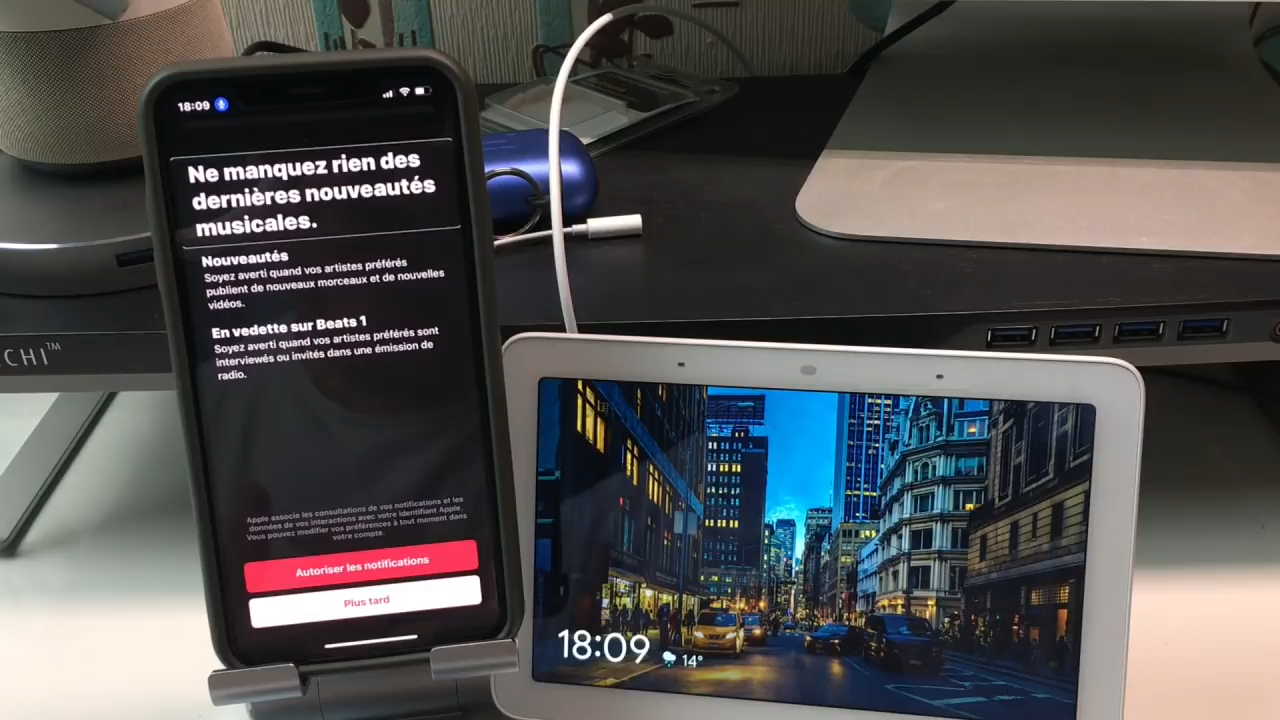 18:09
Ne manquez rien des
dernières nouveautés
musicales.
Nouveautés
Soyez averti quand vos artistes préférés
publient de nouveaux morceaux et de nouvelles
vidéos.
En vedette sur Beats 1
Soyez averti quand vos artistes préférés sont
interviewés ou invités dans une émission de
radio.
Apple associe les consultations de vos notifications et les
données de vos interactions avec votre identifiant Apple.
Vous pouvez modifier vos préférences à tout moment dans
votre compte.
Autoriser les notifications
Plus tard
CHI™
18:09 14°